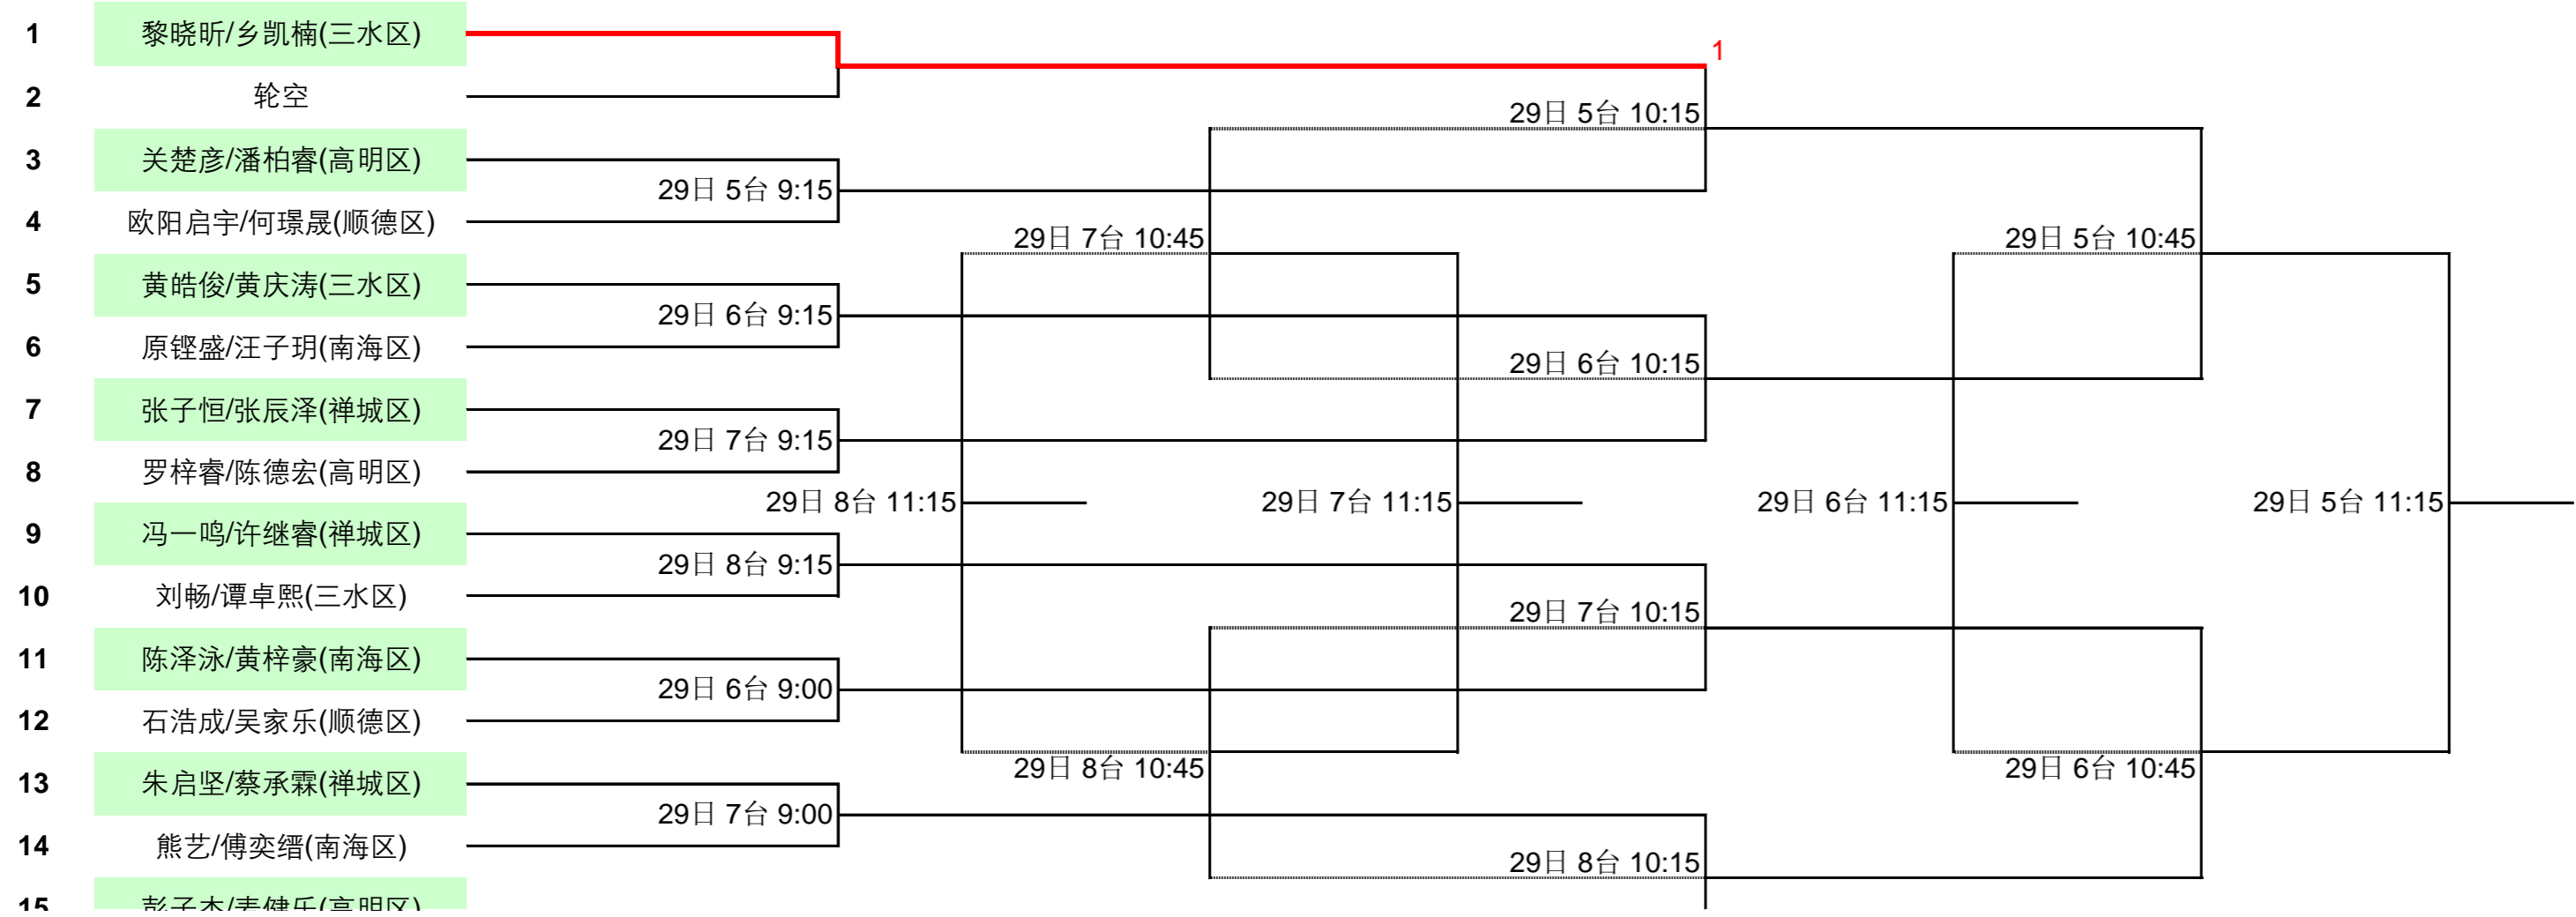 1 黎晓昕/乡凯楠(三水区)
1
2 轮空
29日 5台 10:15
3 关楚彦/潘柏睿(高明区)
29日 5台 9:15
4 欧阳启宇/何璟晟(顺德区)
29日 7台 10:45
29日 5台 10:45
5 黄皓俊/黄庆涛(三水区)
29日 6台 9:15
6 原铿盛/汪子玥(南海区)
29日 6台 10:15
7 张子恒/张辰泽(禅城区)
29日 7台 9:15
8 罗梓睿/陈德宏(高明区)
29日 8台 11:15
29日 7台 11:15
29日 6台 11:15
29日 5台 11:15
9 冯一鸣/许继睿(禅城区)
29日 8台 9:15
10 刘畅/谭卓熙(三水区)
29日 7台 10:15
11 陈泽泳/黄梓豪(南海区)
29日 6台 9:00
12 石浩成/吴家乐(顺德区)
29日 8台 10:45
29日 6台 10:45
13 朱启坚/蔡承霖(禅城区)
29日 7台 9:00
14 熊艺/傅奕缙(南海区)
29日 8台 10:15
15